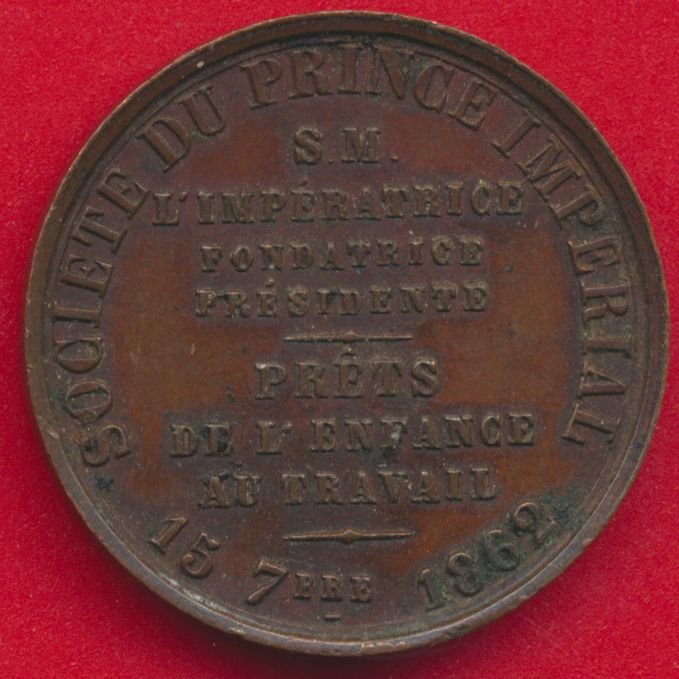 SOCIETE DU PRINCE IMPERIAL
S.M.
L'IMPÉRATRICE
FONDATRICE
PRÉSIDENTE
PRÊTS
DE L'ENFANCE
AU TRAVAIL
15 7BRE 1862